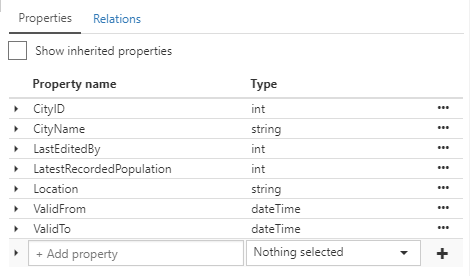 Properties Relations
Show inherited properties
Property name Type
CityID int
CityName string
LastEditedBy int
LatestRecordedPopulation int
Location string
ValidFrom dateTime
ValidTo dateTime
+ Add property Nothing selected